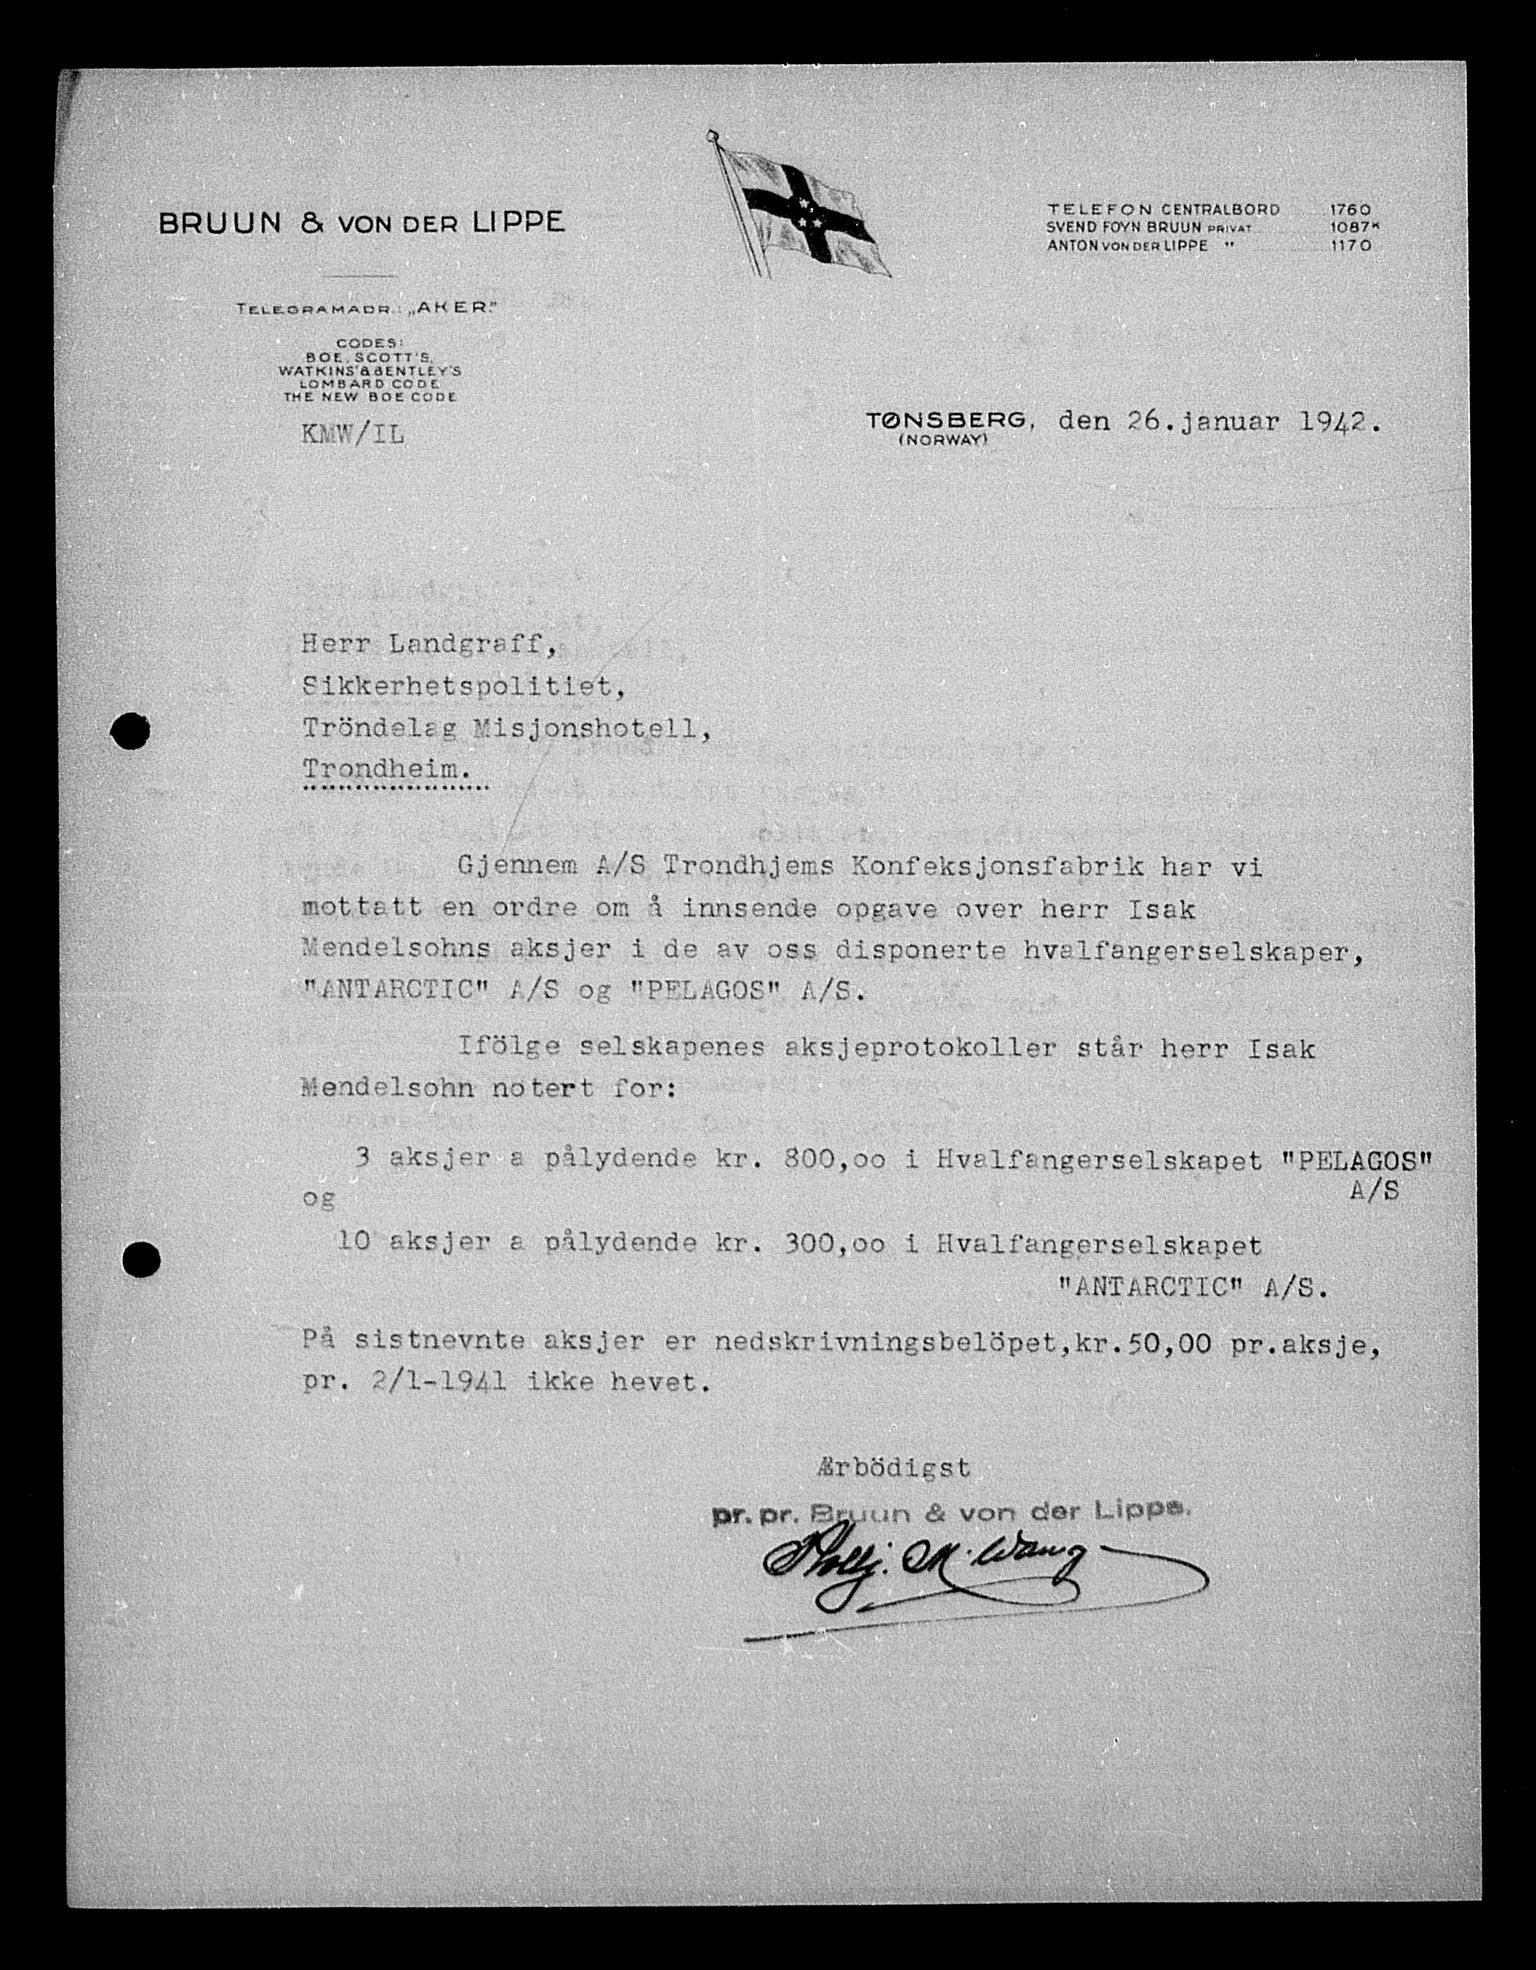 BRUUN & VON DER LIPPE
TELEGRAMADR.: „AKER."
CODES:
BOE, SCOTT'S,
WATKINS' & BENTLEY'S
LOMBARD CODE
THE NEW BOE CODE
KMW/IL
TELEFON CENTRALBORD 1760
SVEND FOYN BRUUN PRIVAT 1087*
ANTON VON DER LIPPE " 1170
TØNSBERG, den 26.januar 1942.
(NORWAY)
Herr Landgraff,
Sikkerhetspolitiet,
Tröndelag Misjonshotell,
Trondheim.
Gjennem A/S Trondhjems Konfeksjonsfabrik har vi
mottatt en ordre om å innsende opgave over herr Isak
Mendelsohns aksjer i de av oss disponerte hvalfangerselskaper,
"ANTARCTIC" A/S og "PELAGOS" A/S.
Ifölge selskapenes aksjeprotokoller står herr Isak
Mendelsohn notert for:
3 aksjer a pålydende kr. 800,oo i Hvalfangerselskapet "PELAGOS"
A/S
og
10 aksjer a pålydende kr. 300,oo i Hvalfangerselskapet
"ANTARCTIC" A/S.
På sistnevnte aksjer er nedskrivningsbelöpet,kr.50,00 pr.aksje,
pr. 2/1-1941 ikke hevet.
Ærbödigst
pr. pr. Bruun & von der Lippe.
M. Wang